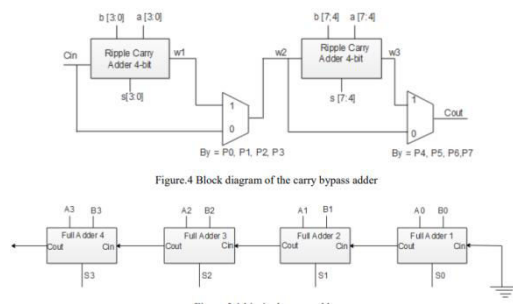 b [3:0] a [3:0]
b [7:4] a [7:4]
Cin
Ripple Carry
Adder 4-bit
w1
w2
Ripple Carry
Adder 4-bit
w3
s[3:0]
1
0
s [7:4]
1
0
Cout
By = P0, P1, P2, P3
By = P4, P5, P6,P7
Figure.4 Block diagram of the carry bypass adder
A3 B3
A2 B2
A1 B1
A0 B0
Full Adder 4
Cout Cin
Full Adder 3
Cout Cin
Full Adder 2
Cout Cin
Full Adder 1
Cout Cin
S3
S2
S1
S0